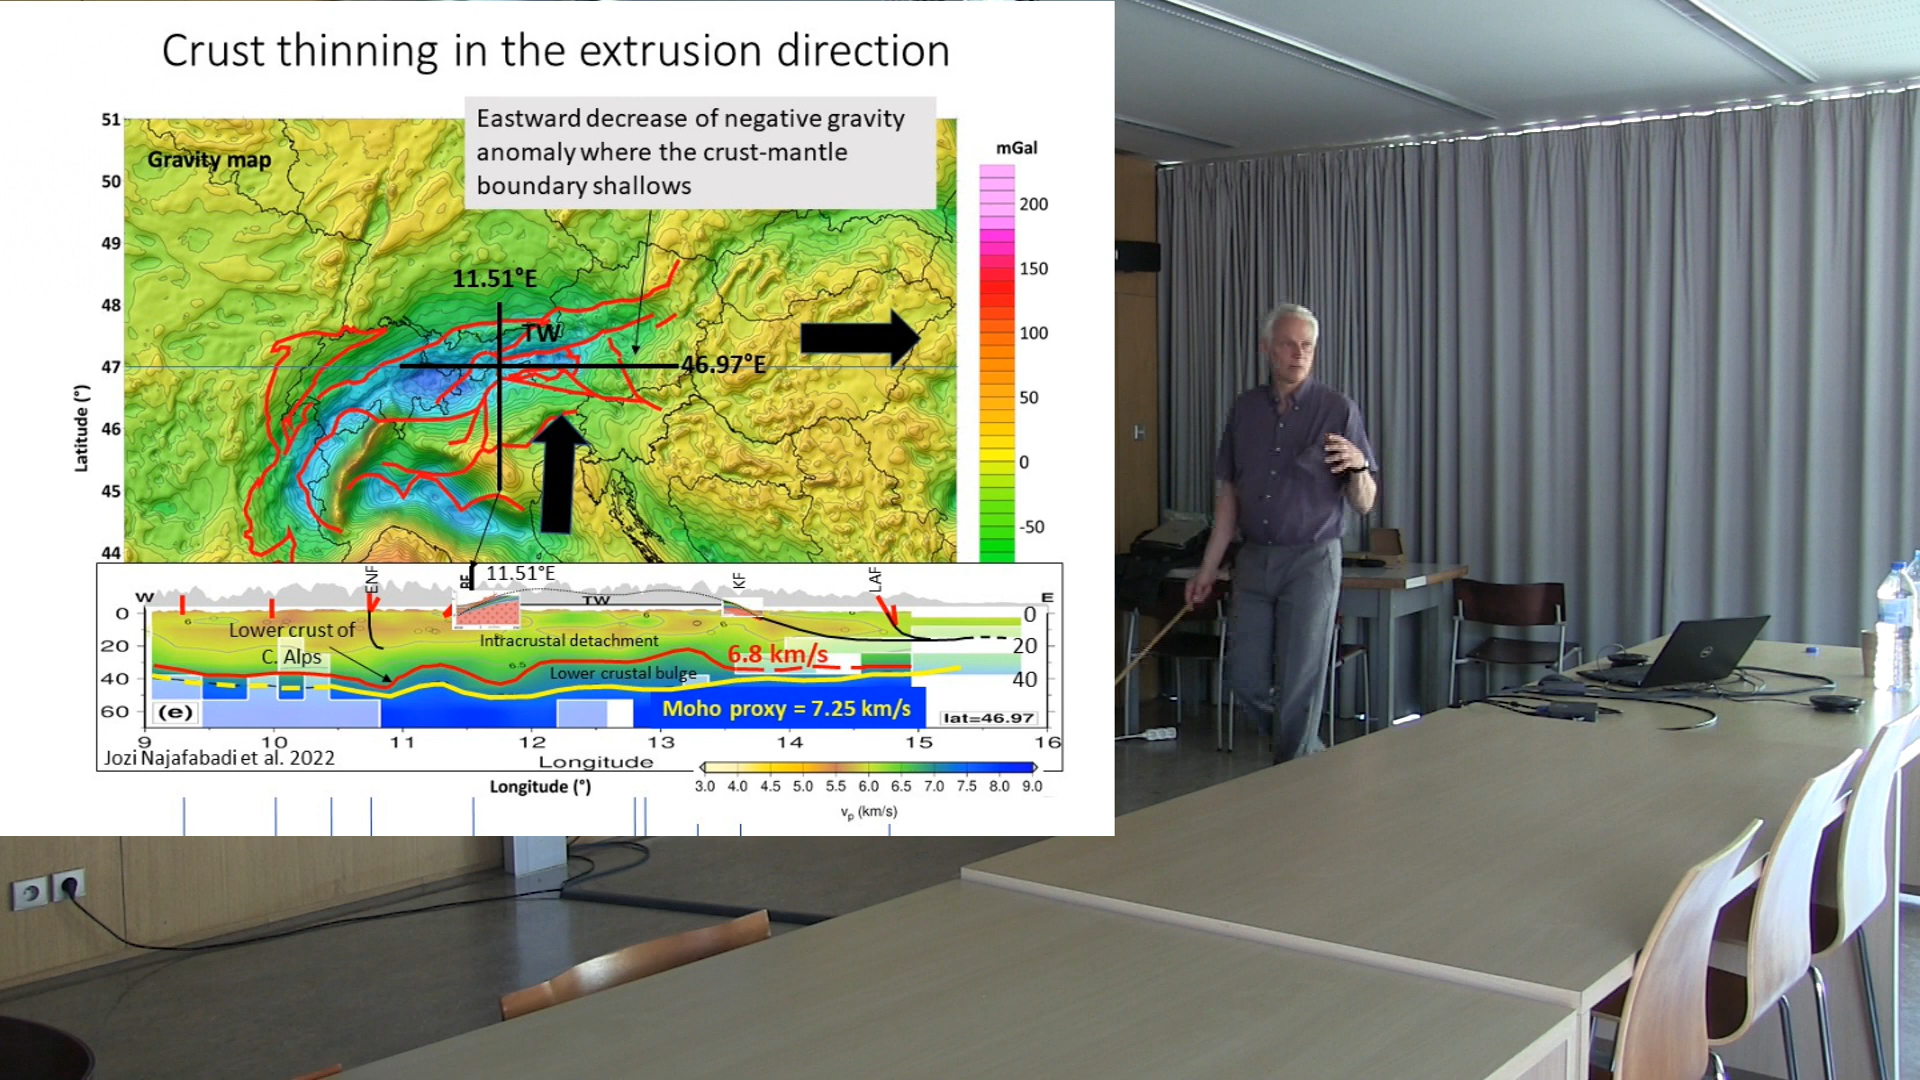 Crust thinning in the extrusion direction
Eastward decrease of negative gravity
anomaly where the crust-mantle
boundary shallows
Gravity map
mGal
51
50
49
48
47
46
45
44
Latitude (°)
200
150
100
50
0
-50
11.51°E
TW
46.97°E
11.51°E
W
ENF
BF
TW
KF
LAF
E
0
20
40
60
0
20
40
Lower crust of
C. Alps
Intracrustal detachment
6.8 km/s
Lower crustal bulge
6
6
6.5
(e)
Moho proxy = 7.25 km/s
lat=46.97
9
10
11
12
13
14
15
16
Jozi Najafabadi et al. 2022
Longitude
Longitude (°)
3.0 4.0 4.5 5.0 5.5 6.0 6.5 7.0 7.5 8.0 9.0
vp (km/s)